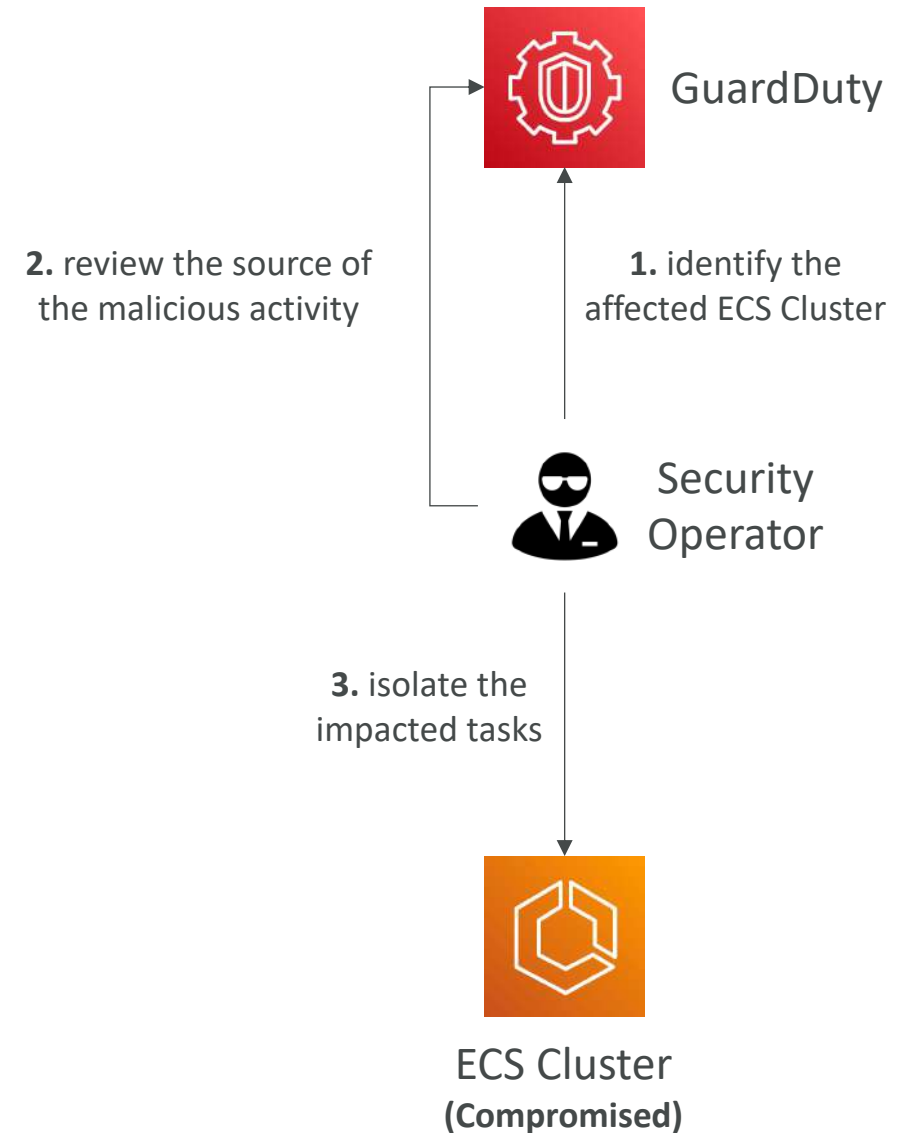 GuardDuty
2. review the source of
the malicious activity
1. identify the
affected ECS Cluster
Security
Operator
3. isolate the
impacted tasks
ECS Cluster
(Compromised)